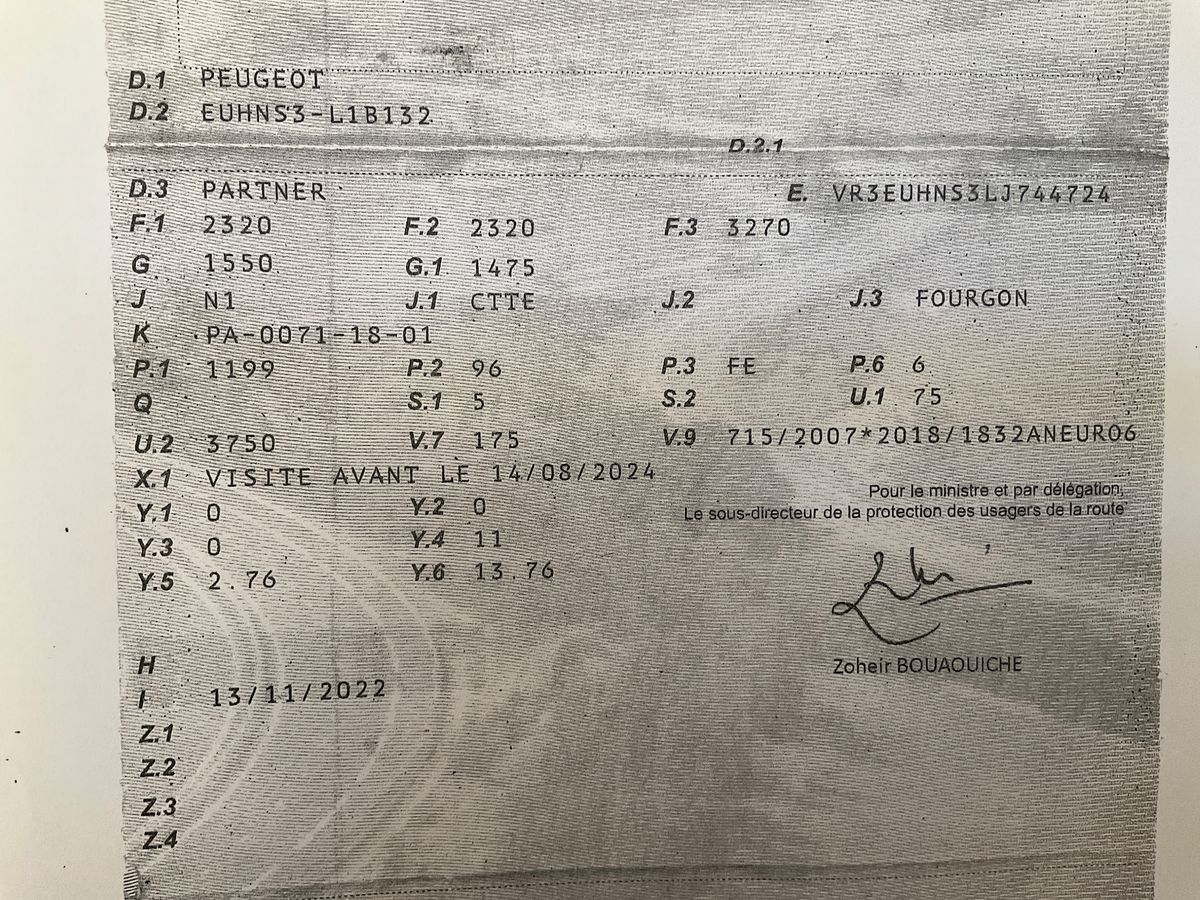 D.1 PEUGEOT
D.2 EUHNS3-L1B132
D.2.1
D.3 PARTNER E. VR3EUHNS3LJ744724
F.1 2320 F.2 2320 F.3 3270
G 1550 G.1 1475
J N1 J.1 CTTE J.2 J.3 FOURGON
K PA-0071-18-01
P.1 1199 P.2 96 P.3 FE P.6 6
Q S.1 5 S.2 U.1 75
U.2 3750 V.7 175 V.9 715/2007*2018/1832ANEURO6
X.1 VISITE AVANT LE 14/08/2024
Pour le ministre et par délégation,
Le sous-directeur de la protection des usagers de la route
Y.1 0 Y.2 0
Y.3 0 Y.4 11
Y.5 2.76 Y.6 13.76
Zoheir BOUAOUICHE
H
I 13/11/2022
Z.1
Z.2
Z.3
Z.4